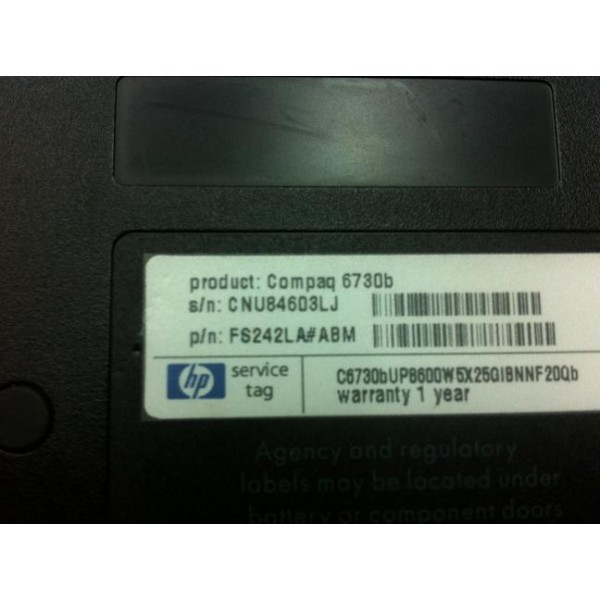 product: Compaq 6730b
s/n: CNU84603LJ
p/n: FS242LA#ABM
hp
service
tag
C6730bUP8600W5X25GIBNNF20Qb
warranty 1 year
Agency and regulatory
labels may be located under
battery or component doors